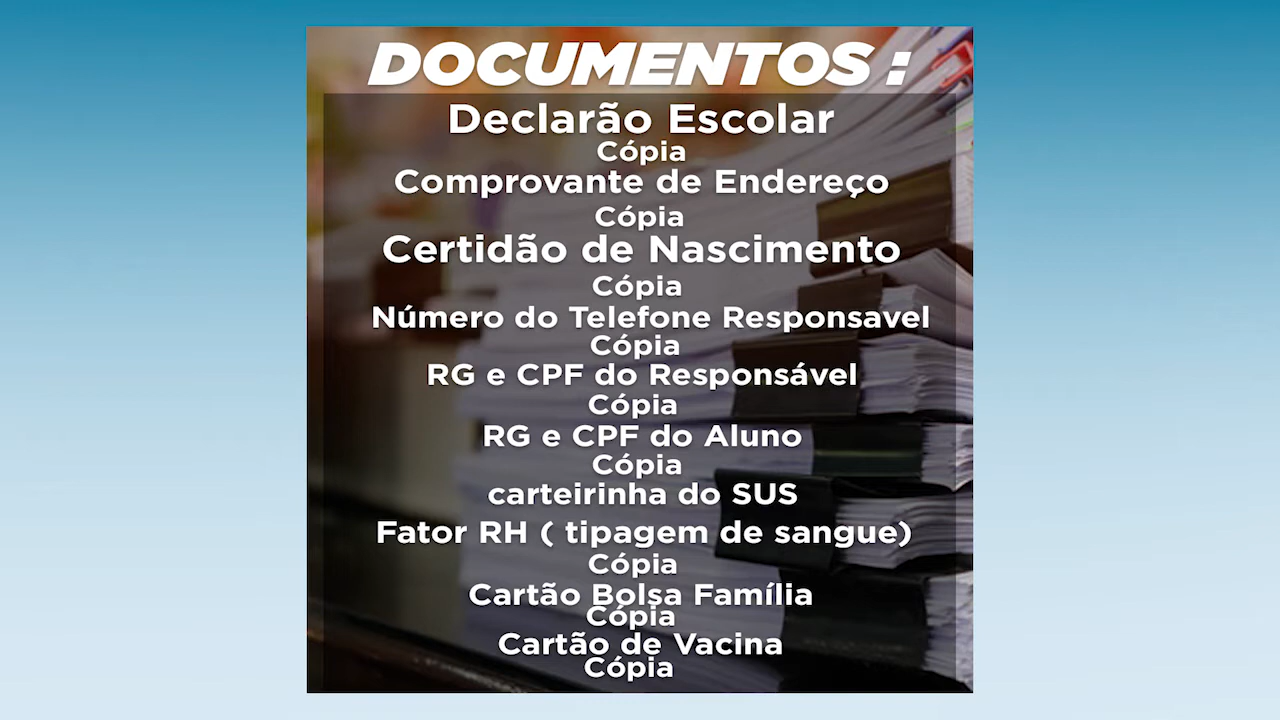 DOCUMENTOS :
Declarão Escolar
Cópia
Comprovante de Endereço
Cópia
Certidão de Nascimento
Cópia
Número do Telefone Responsavel
Cópia
RG e CPF do Responsável
Cópia
RG e CPF do Aluno
Cópia
carteirinha do SUS
Fator RH ( tipagem de sangue)
Cópia
Cartão Bolsa Família
Cópia
Cartão de Vacina
Cópia